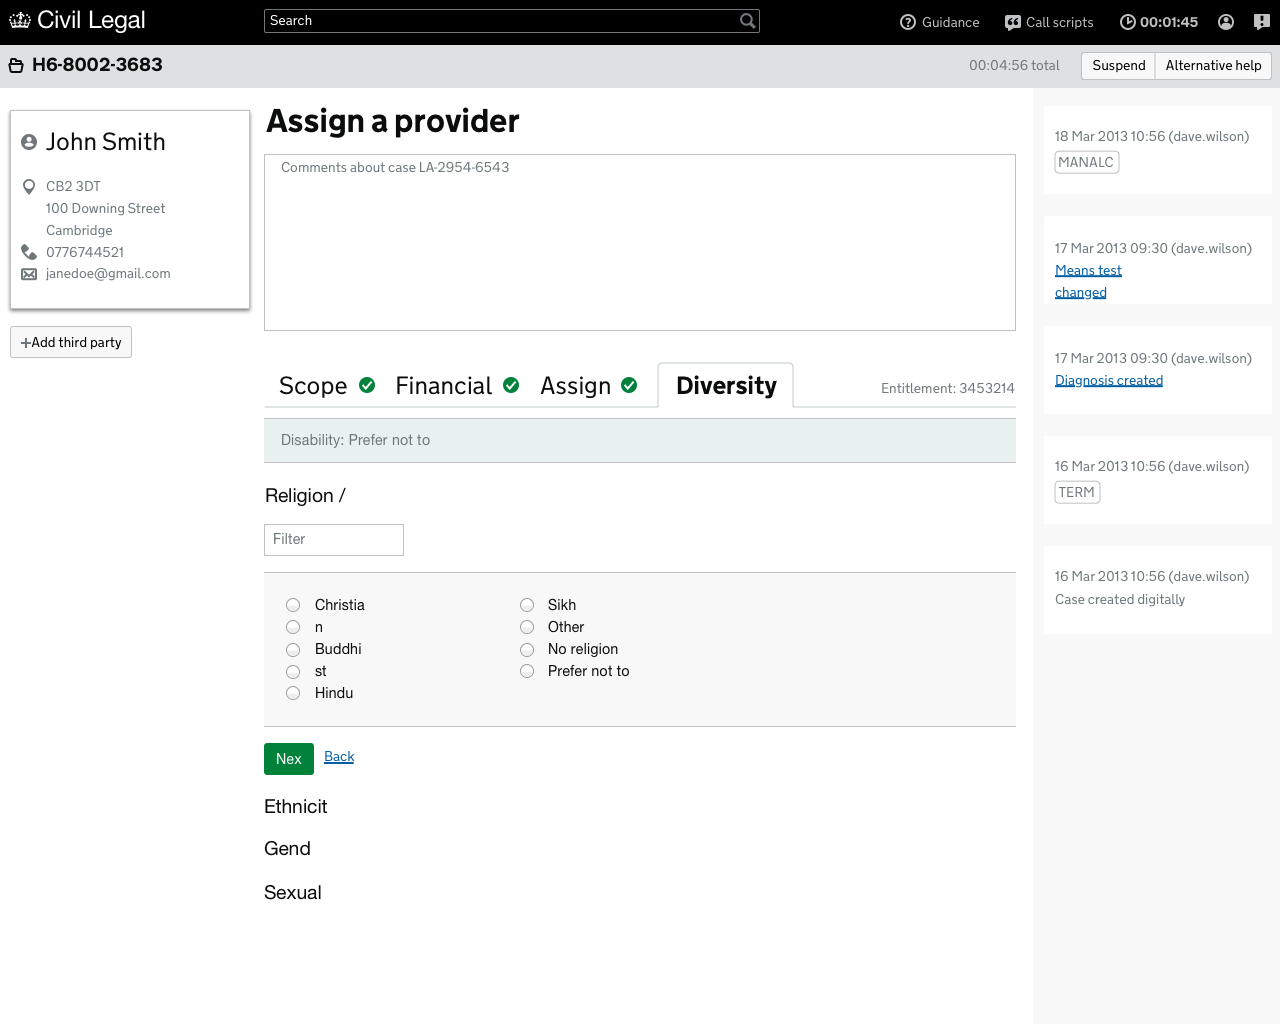 Civil Legal
Search
Guidance
Call scripts
00:01:45
H6-8002-3683
00:04:56 total
Suspend
Alternative help
John Smith
CB2 3DT
100 Downing Street
Cambridge
0776744521
janedoe@gmail.com
+Add third party
Assign a provider
Comments about case LA-2954-6543
Scope
Financial
Assign
Diversity
Entitlement: 3453214
Disability: Prefer not to
Religion /
Filter
Christia
n
Buddhi
st
Hindu
Sikh
Other
No religion
Prefer not to
Nex
Back
Ethnicit
Gend
Sexual
18 Mar 2013 10:56 (dave.wilson)
MANALC
17 Mar 2013 09:30 (dave.wilson)
Means test
changed
17 Mar 2013 09:30 (dave.wilson)
Diagnosis created
16 Mar 2013 10:56 (dave.wilson)
TERM
16 Mar 2013 10:56 (dave.wilson)
Case created digitally